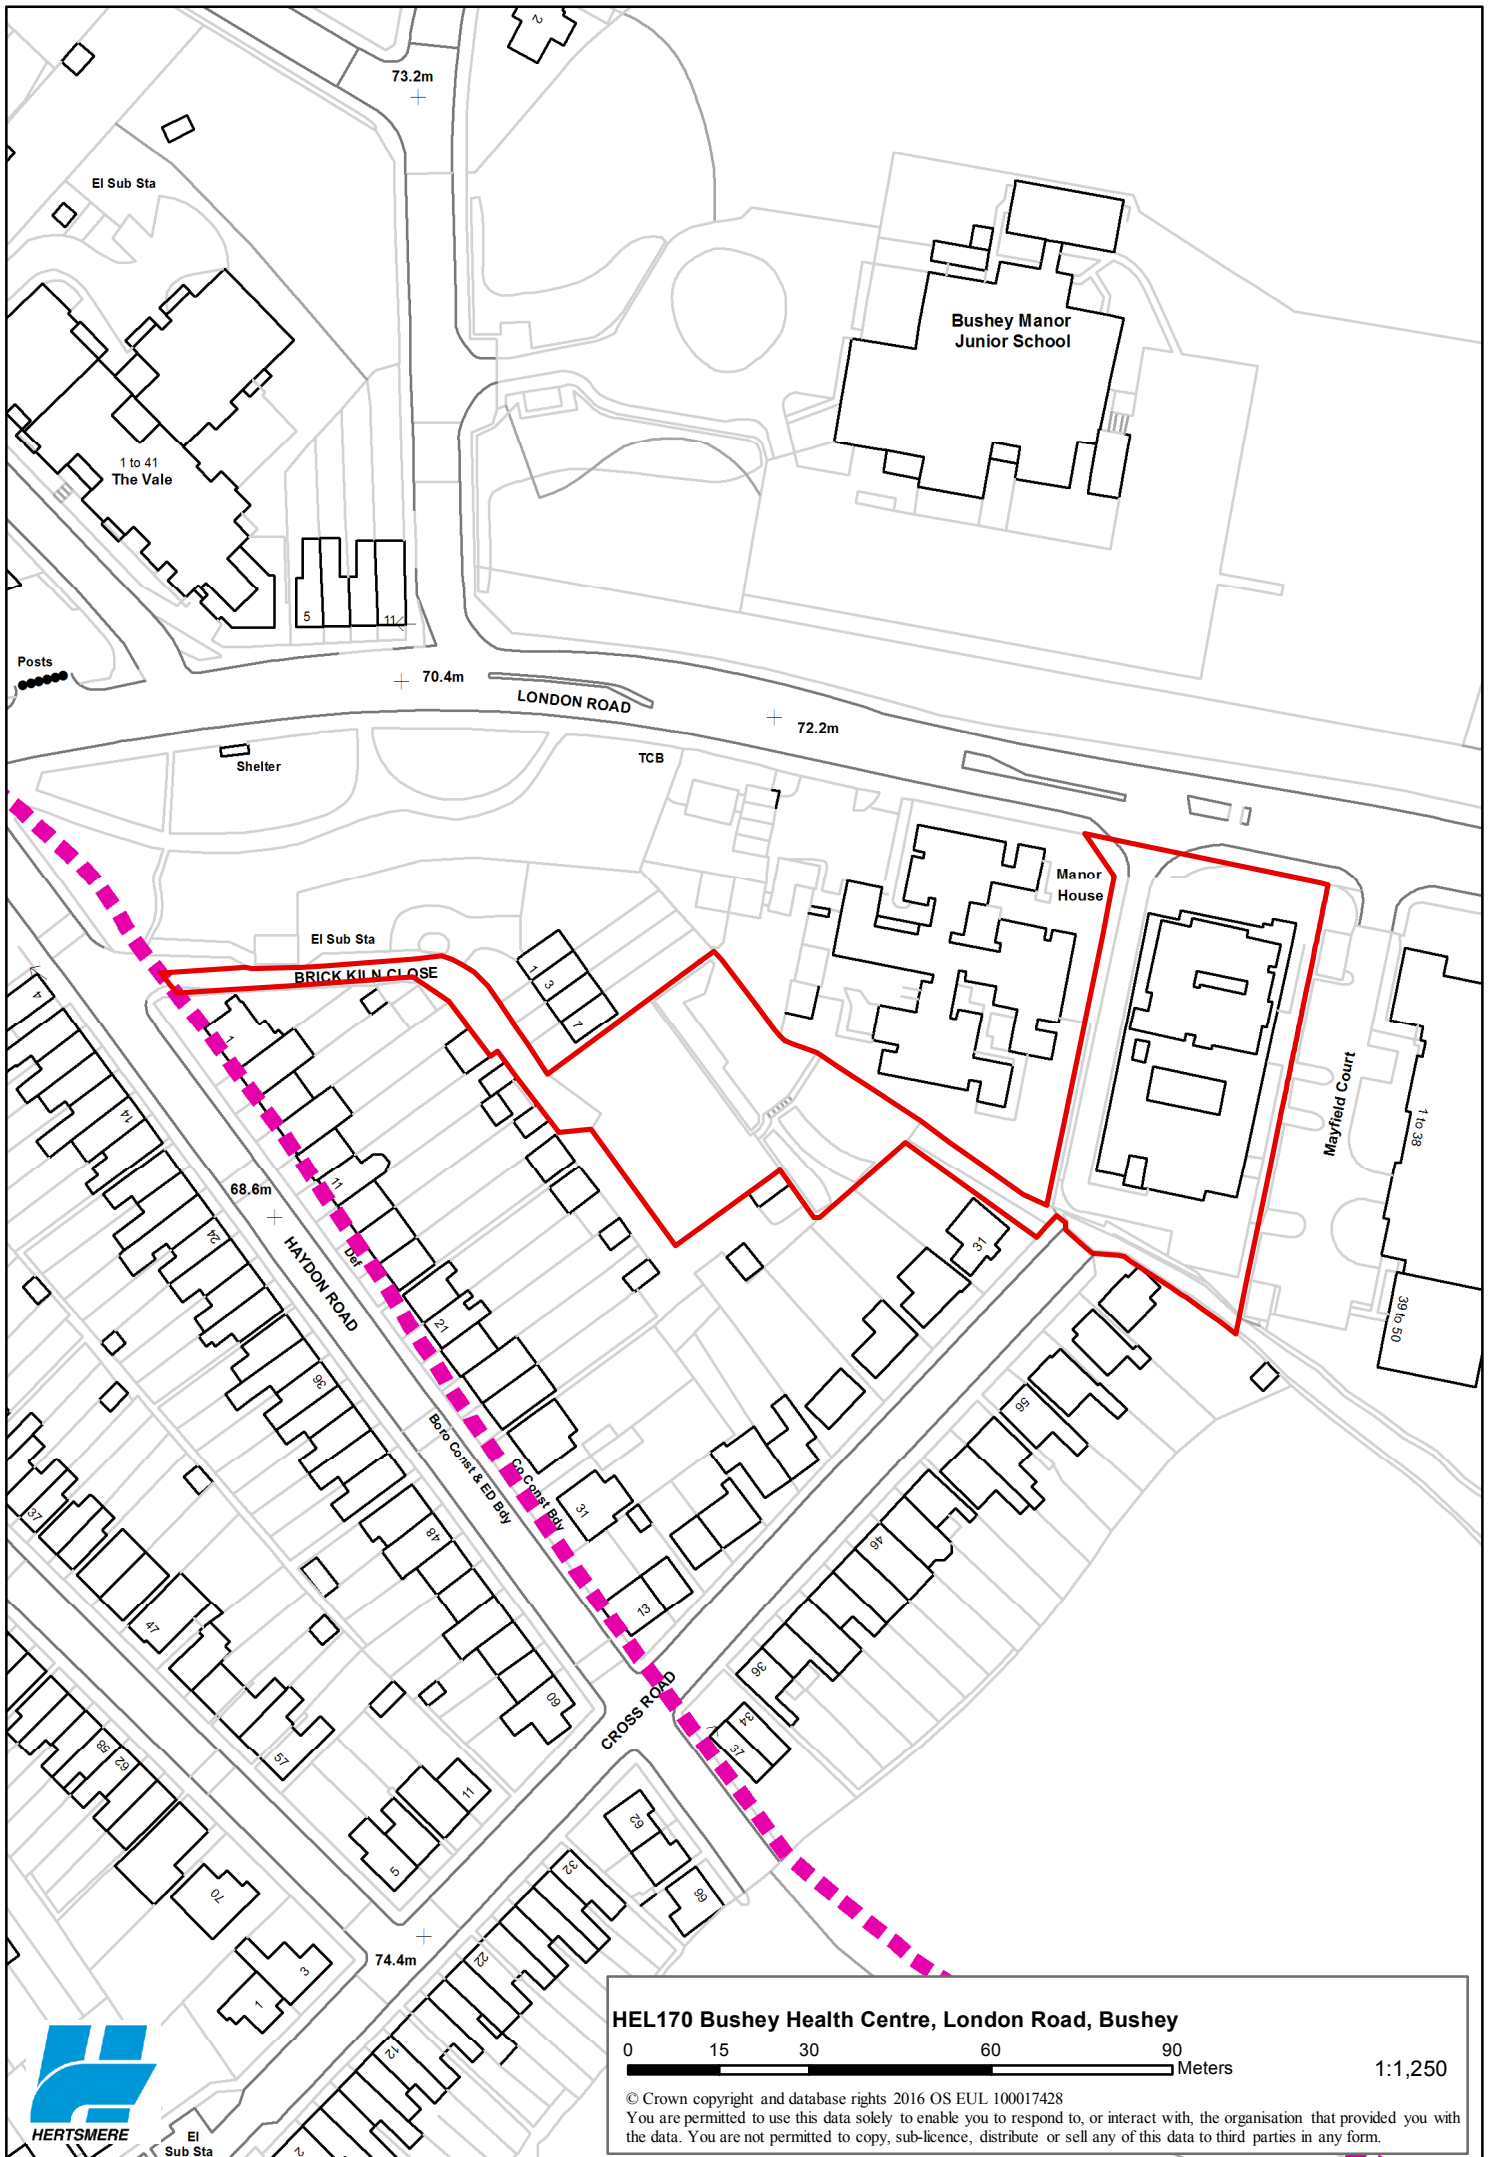 2
73.2m
El Sub Sta
Bushey Manor
Junior School
1 to 41
The Vale
5
11
Posts
70.4m
LONDON ROAD
72.2m
TCB
Shelter
Manor
House
El Sub Sta
BRICK KILN CLOSE
1
3
7
4
1
14
Mayfield Court
1 to 38
11
68.6m
24
Def
31
HAYDON ROAD
21
39 to 50
36
56
Boro Const & ED Bdy
Co Const Bdy
31
37
48
46
13
47
36
60
CROSS ROAD
34
37
58
62
57
11
62
5
32
66
70
74.4m
22
3
1
12
2
HERTSMERE
El
Sub Sta
HEL170 Bushey Health Centre, London Road, Bushey
0 15 30 60 90
Meters
1:1,250
© Crown copyright and database rights 2016 OS EUL 100017428
You are permitted to use this data solely to enable you to respond to, or interact with, the organisation that provided you with
the data. You are not permitted to copy, sub-licence, distribute or sell any of this data to third parties in any form.